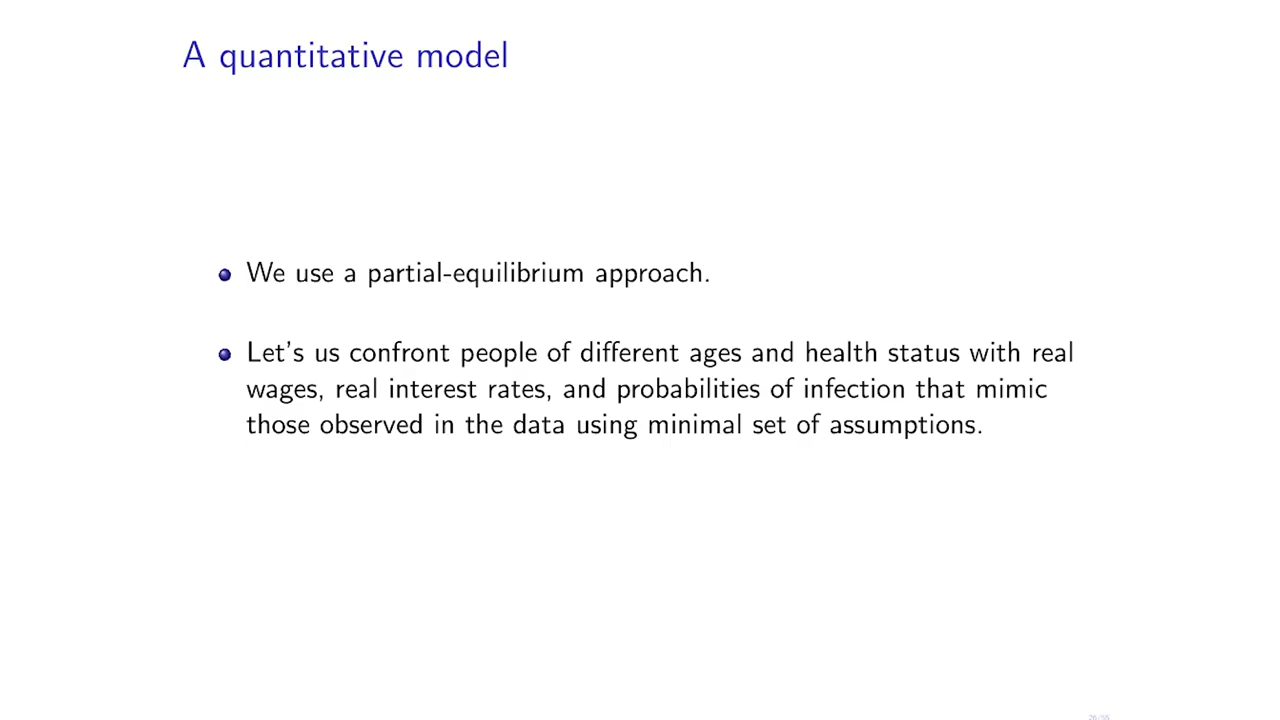 A quantitative model
We use a partial-equilibrium approach.
Let's us confront people of different ages and health status with real
wages, real interest rates, and probabilities of infection that mimic
those observed in the data using minimal set of assumptions.